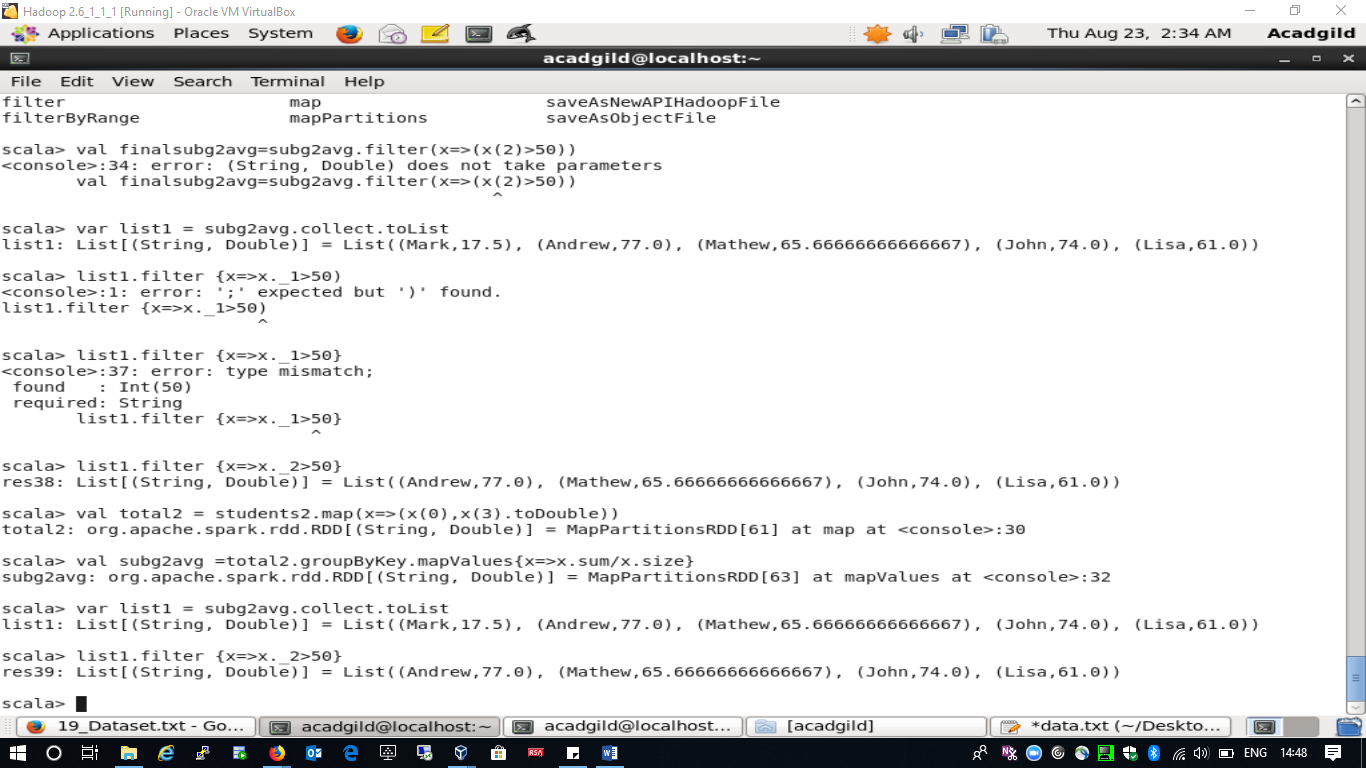 Hadoop 2.6_1_1_1 [Running] - Oracle VM VirtualBox
Applications Places System Thu Aug 23, 2:34 AM Acadgild
acadgild@localhost:~
File Edit View Search Terminal Help
filter map saveAsNewAPIHadoopFile
filterByRange mapPartitions saveAsObjectFile
scala> val finalsubg2avg=subg2avg.filter(x=>(x(2)>50))
<console>:34: error: (String, Double) does not take parameters
val finalsubg2avg=subg2avg.filter(x=>(x(2)>50))
^
scala> var list1 = subg2avg.collect.toList
list1: List[(String, Double)] = List((Mark,17.5), (Andrew,77.0), (Mathew,65.66666666666667), (John,74.0), (Lisa,61.0))
scala> list1.filter {x=>x._1>50)
<console>:1: error: ';' expected but ')' found.
list1.filter {x=>x._1>50)
^
scala> list1.filter {x=>x._1>50}
<console>:37: error: type mismatch;
found : Int(50)
required: String
list1.filter {x=>x._1>50}
^
scala> list1.filter {x=>x._2>50}
res38: List[(String, Double)] = List((Andrew,77.0), (Mathew,65.66666666666667), (John,74.0), (Lisa,61.0))
scala> val total2 = students2.map(x=>(x(0),x(3).toDouble))
total2: org.apache.spark.rdd.RDD[(String, Double)] = MapPartitionsRDD[61] at map at <console>:30
scala> val subg2avg =total2.groupByKey.mapValues{x=>x.sum/x.size}
subg2avg: org.apache.spark.rdd.RDD[(String, Double)] = MapPartitionsRDD[63] at mapValues at <console>:32
scala> var list1 = subg2avg.collect.toList
list1: List[(String, Double)] = List((Mark,17.5), (Andrew,77.0), (Mathew,65.66666666666667), (John,74.0), (Lisa,61.0))
scala> list1.filter {x=>x._2>50}
res39: List[(String, Double)] = List((Andrew,77.0), (Mathew,65.66666666666667), (John,74.0), (Lisa,61.0))
scala>
19_Dataset.txt - Go... acadgild@localhost:~ acadgild@localhost:... [acadgild] *data.txt (~/Deskto...
RSA ENG 14:48